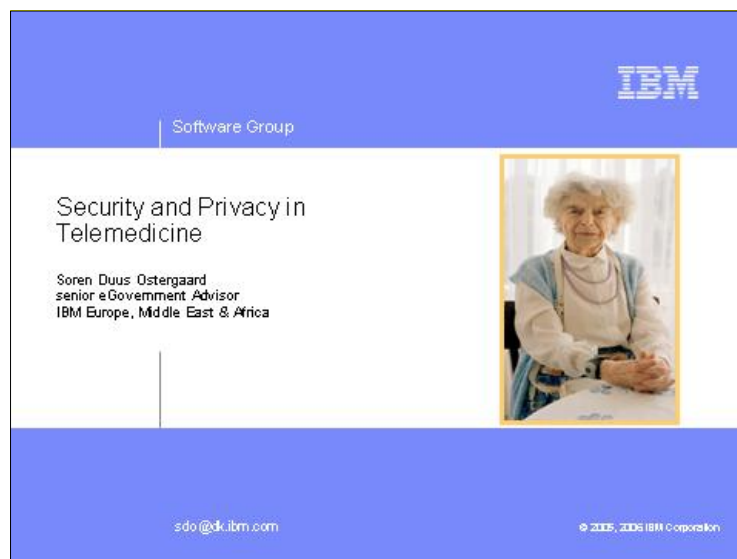 IBM
Software Group
Security and Privacy in
Telemedicine
Soren Duus Ostergaard
senior eGovernment Advisor
IBM Europe, Middle East & Africa
sdo@dk.ibm.com
© 2005, 2006 IBM Corporation